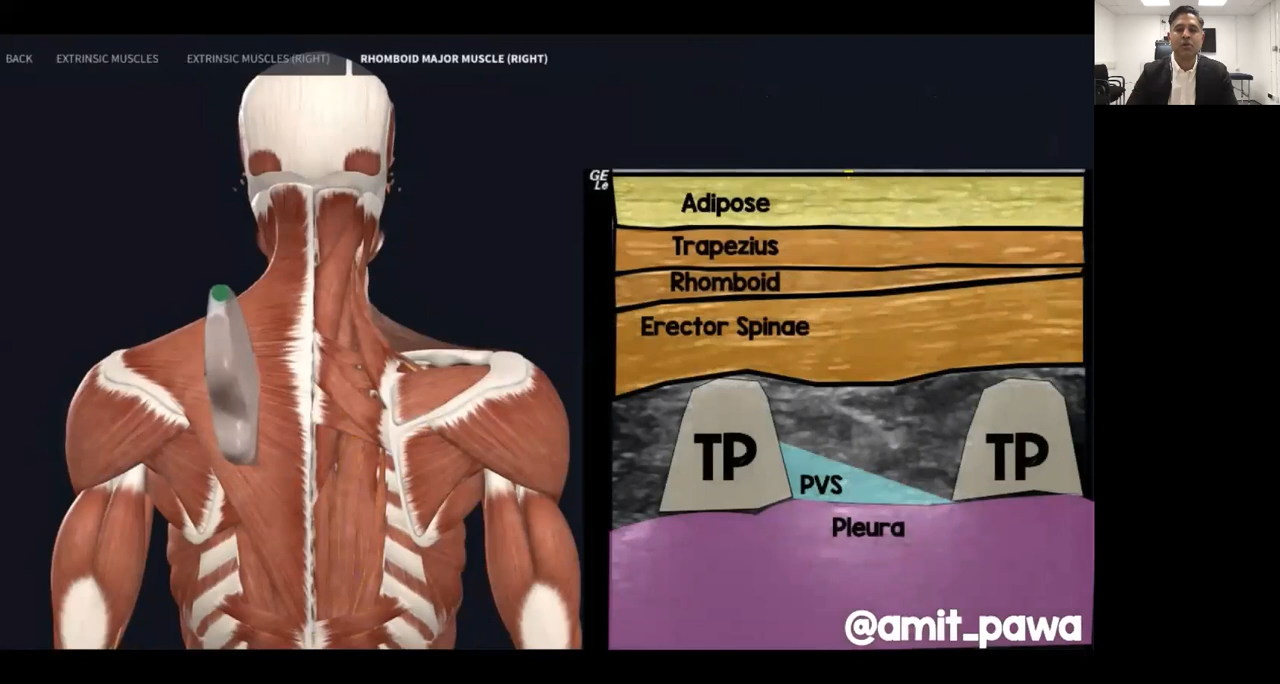 BACK EXTRINSIC MUSCLES EXTRINSIC MUSCLES (RIGHT) RHOMBOID MAJOR MUSCLE (RIGHT)
GE
Lo
Adipose
Trapezius
Rhomboid
Erector Spinae
TP TP
PVS
Pleura
@amit_pawa